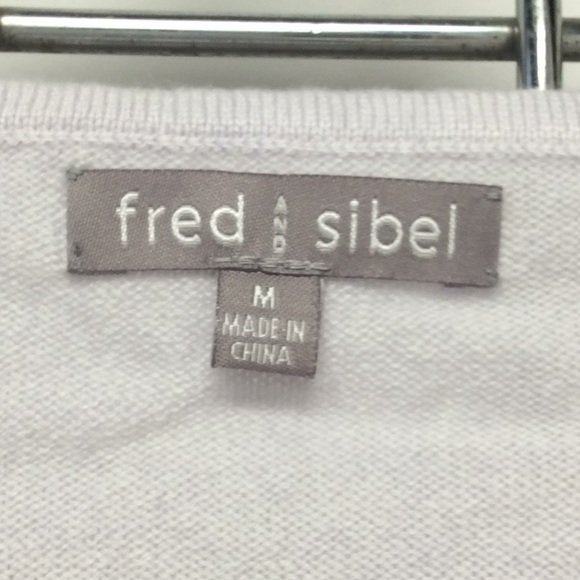 fred AND sibel
M
MADE IN
CHINA